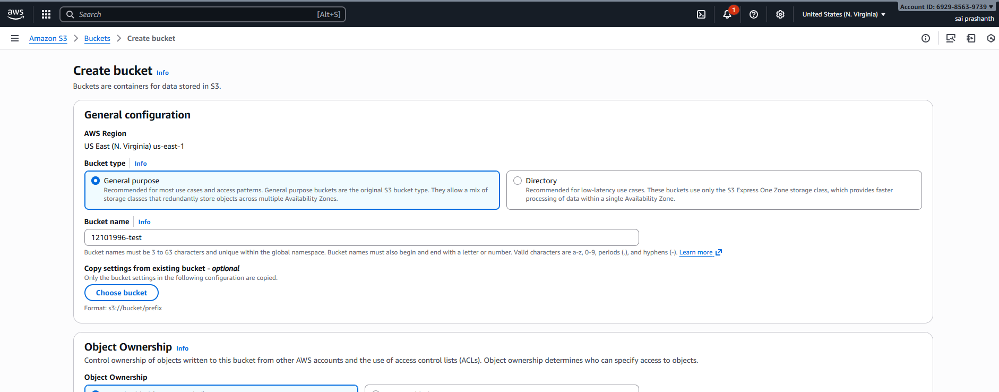 aws
Search
[Alt+S]
1
United States (N. Virginia)
Account ID: 6929-8563-9739
sai prashanth
Amazon S3
Buckets
Create bucket
Create bucket
Info
Buckets are containers for data stored in S3.
General configuration
AWS Region
US East (N. Virginia) us-east-1
Bucket type
Info
General purpose
Recommended for most use cases and access patterns. General purpose buckets are the original S3 bucket type. They allow a mix of
storage classes that redundantly store objects across multiple Availability Zones.
Directory
Recommended for low-latency use cases. These buckets use only the S3 Express One Zone storage class, which provides faster
processing of data within a single Availability Zone.
Bucket name
Info
12101996-test
Bucket names must be 3 to 63 characters and unique within the global namespace. Bucket names must also begin and end with a letter or number. Valid characters are a-z, 0-9, periods (.), and hyphens (-). Learn more
Copy settings from existing bucket - optional
Only the bucket settings in the following configuration are copied.
Choose bucket
Format: s3://bucket/prefix
Object Ownership
Info
Control ownership of objects written to this bucket from other AWS accounts and the use of access control lists (ACLs). Object ownership determines who can specify access to objects.
Object Ownership